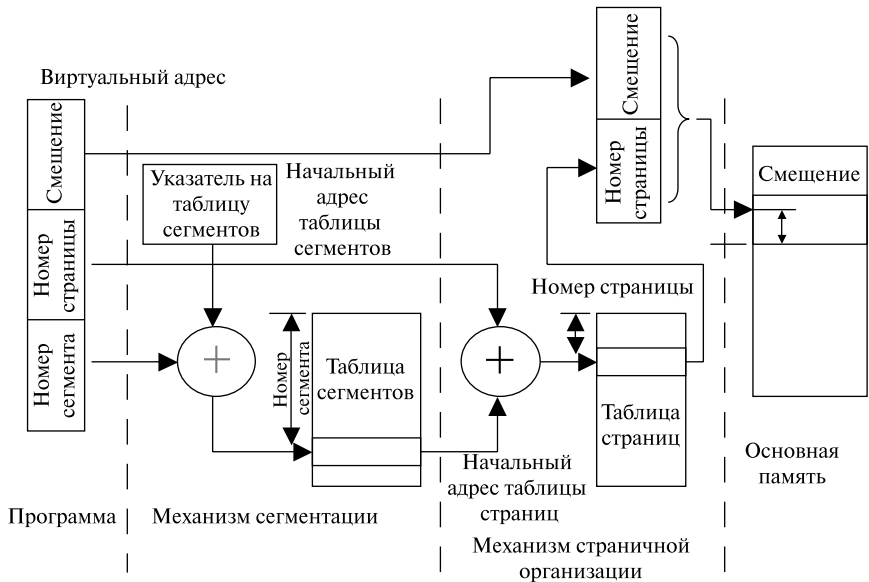 Виртуальный адрес
Смещение
Номер
страницы
Номер
сегмента
Программа
Указатель на
таблицу
сегментов
Начальный
адрес
таблицы
сегментов
Номер
сегмента
Таблица
сегментов
Механизм сегментации
Смещение
Номер
страницы
Номер страницы
Таблица
страниц
Начальный
адрес таблицы
страниц
Механизм страничной
организации
Смещение
Основная
память